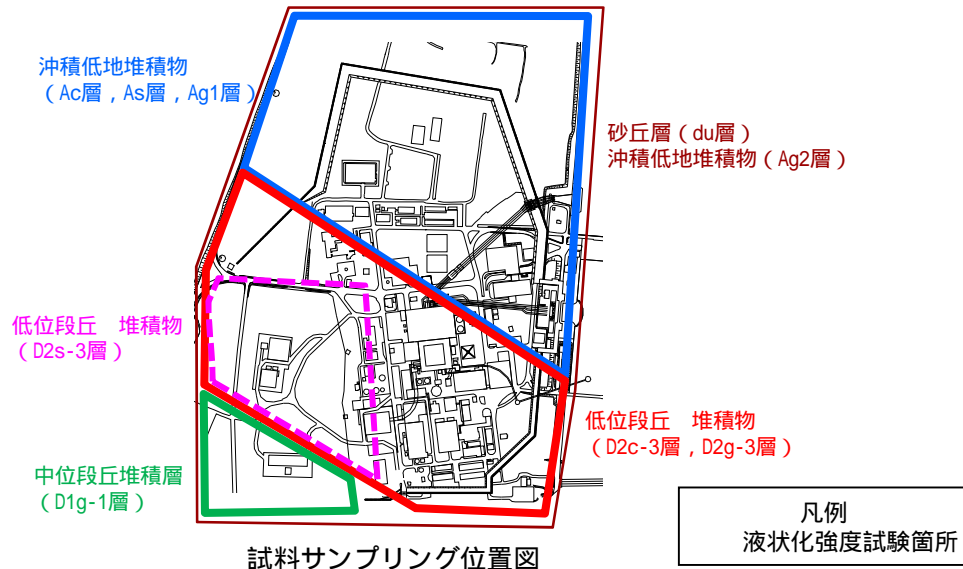 沖積低地堆積物
（Ac層，As層，Ag1層）
砂丘層（du層）
沖積低地堆積物（Ag2層）
低位段丘　堆積物
（D2s-3層）
低位段丘　堆積物
（D2c-3層，D2g-3層）
中位段丘堆積層
（D1g-1層）
凡例
液状化強度試験箇所
試料サンプリング位置図